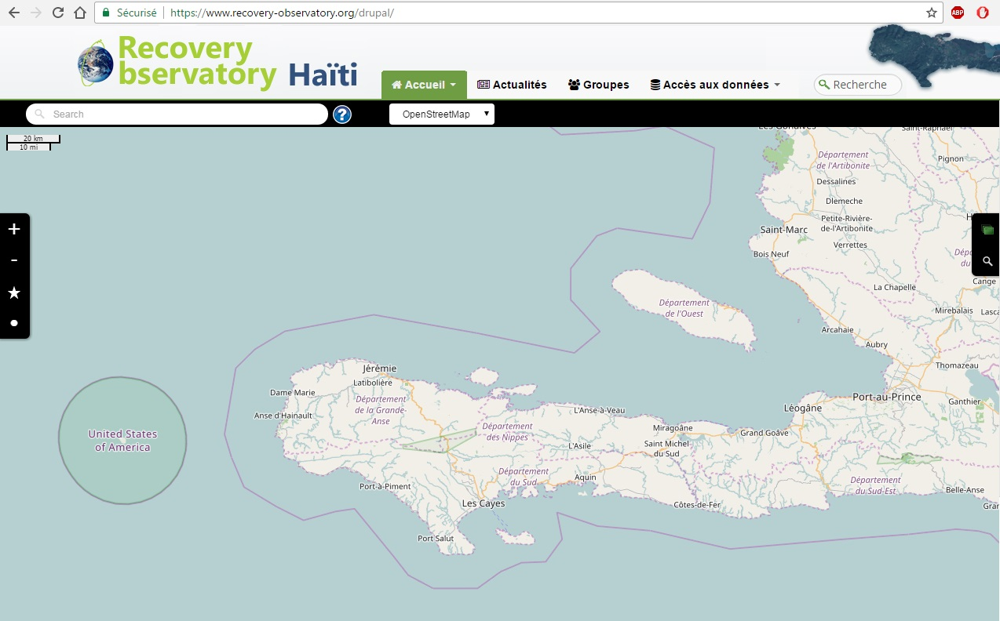 Sécurisé | https://www.recovery-observatory.org/drupal/
ABP
Recovery
bservatory Haïti
Accueil Actualités Groupes Accès aux données Recherche
Search ? OpenStreetMap
20 km
10 mi
Les Gonaïves
Saint-Raphaël
Département
de l'Artibonite
Pignon
Dessalines
Dlemeche
Petite-Rivière-
de-l'Artibonite
Saint-Marc
Verrettes
Bois Neuf
La Chapelle
Cange
Département
de l'Ouest
Mirebalais
Arcahaie
Aubry
Thomazeau
Jérémie
Latibolière
Dame Marie
Département
de la Grande-
Anse
Anse d'Hainault
L'Anse-à-Veau
Léogâne
Port-au-Prince
Ganthier
United States
of America
Département
des Nippes
Miragoâne
Grand Goâve
Saint Michel
du Sud
L'Asile
Département
du Sud
Aquin
Port-à-Piment
Les Cayes
Côtes-de-Fer
Département
du Sud-Est
Belle-Anse
Port Salut